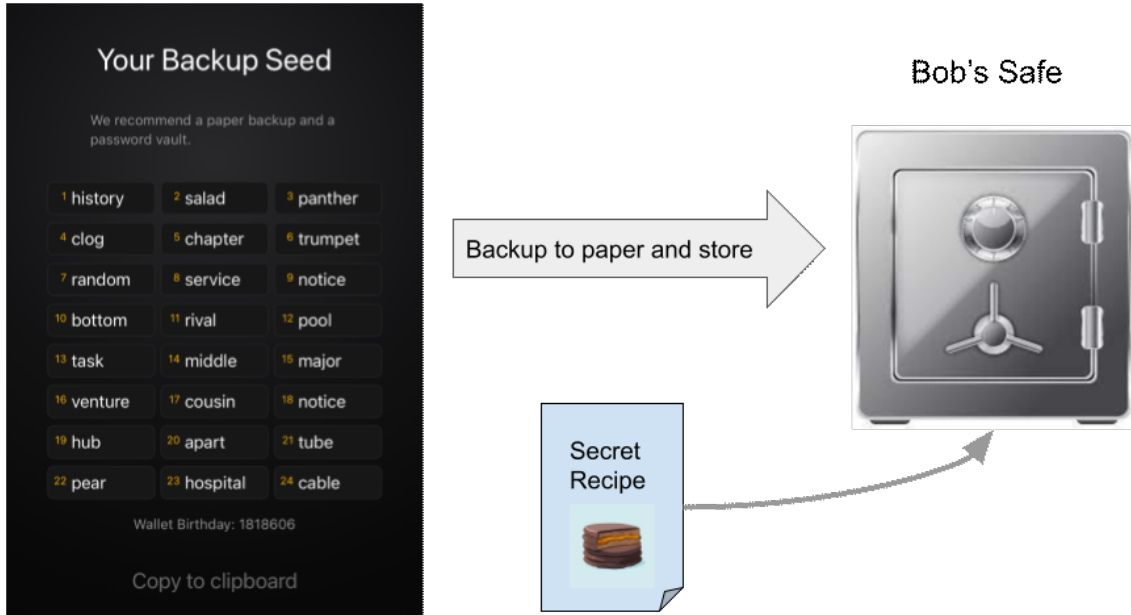 Your Backup Seed
We recommend a paper backup and a
password vault.
1 history 2 salad 3 panther
4 clog 5 chapter 6 trumpet
7 random 8 service 9 notice
10 bottom 11 rival 12 pool
13 task 14 middle 15 major
16 venture 17 cousin 18 notice
19 hub 20 apart 21 tube
22 pear 23 hospital 24 cable
Wallet Birthday: 1818606
Copy to clipboard
Backup to paper and store
Bob's Safe
Secret
Recipe